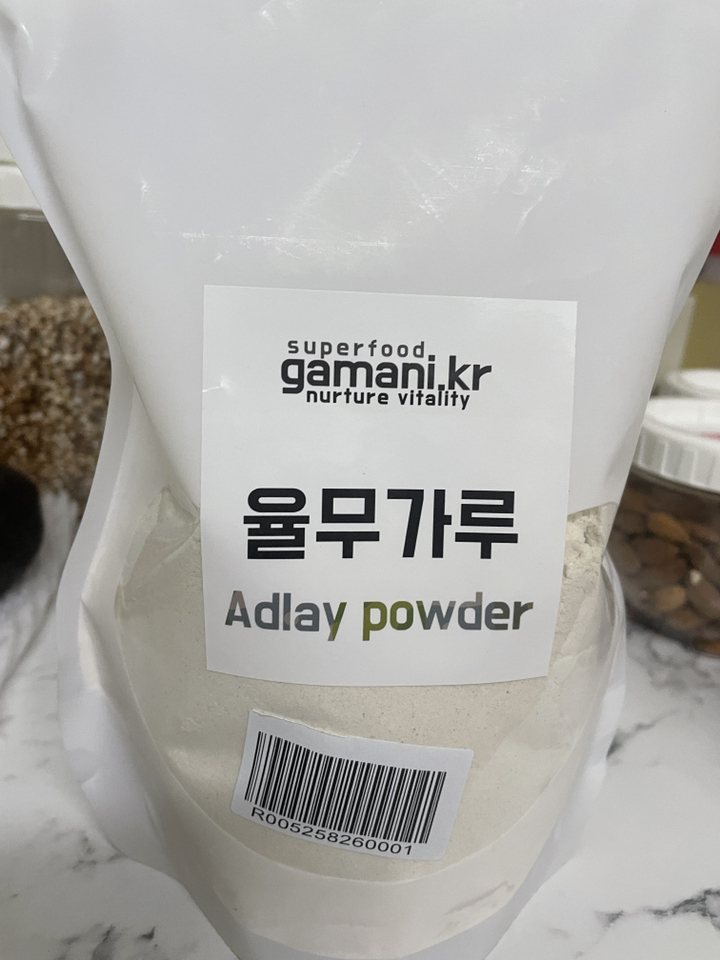 superfood
gamani.kr
nurture vitality
율무가루
Adlay powder
R005258260001